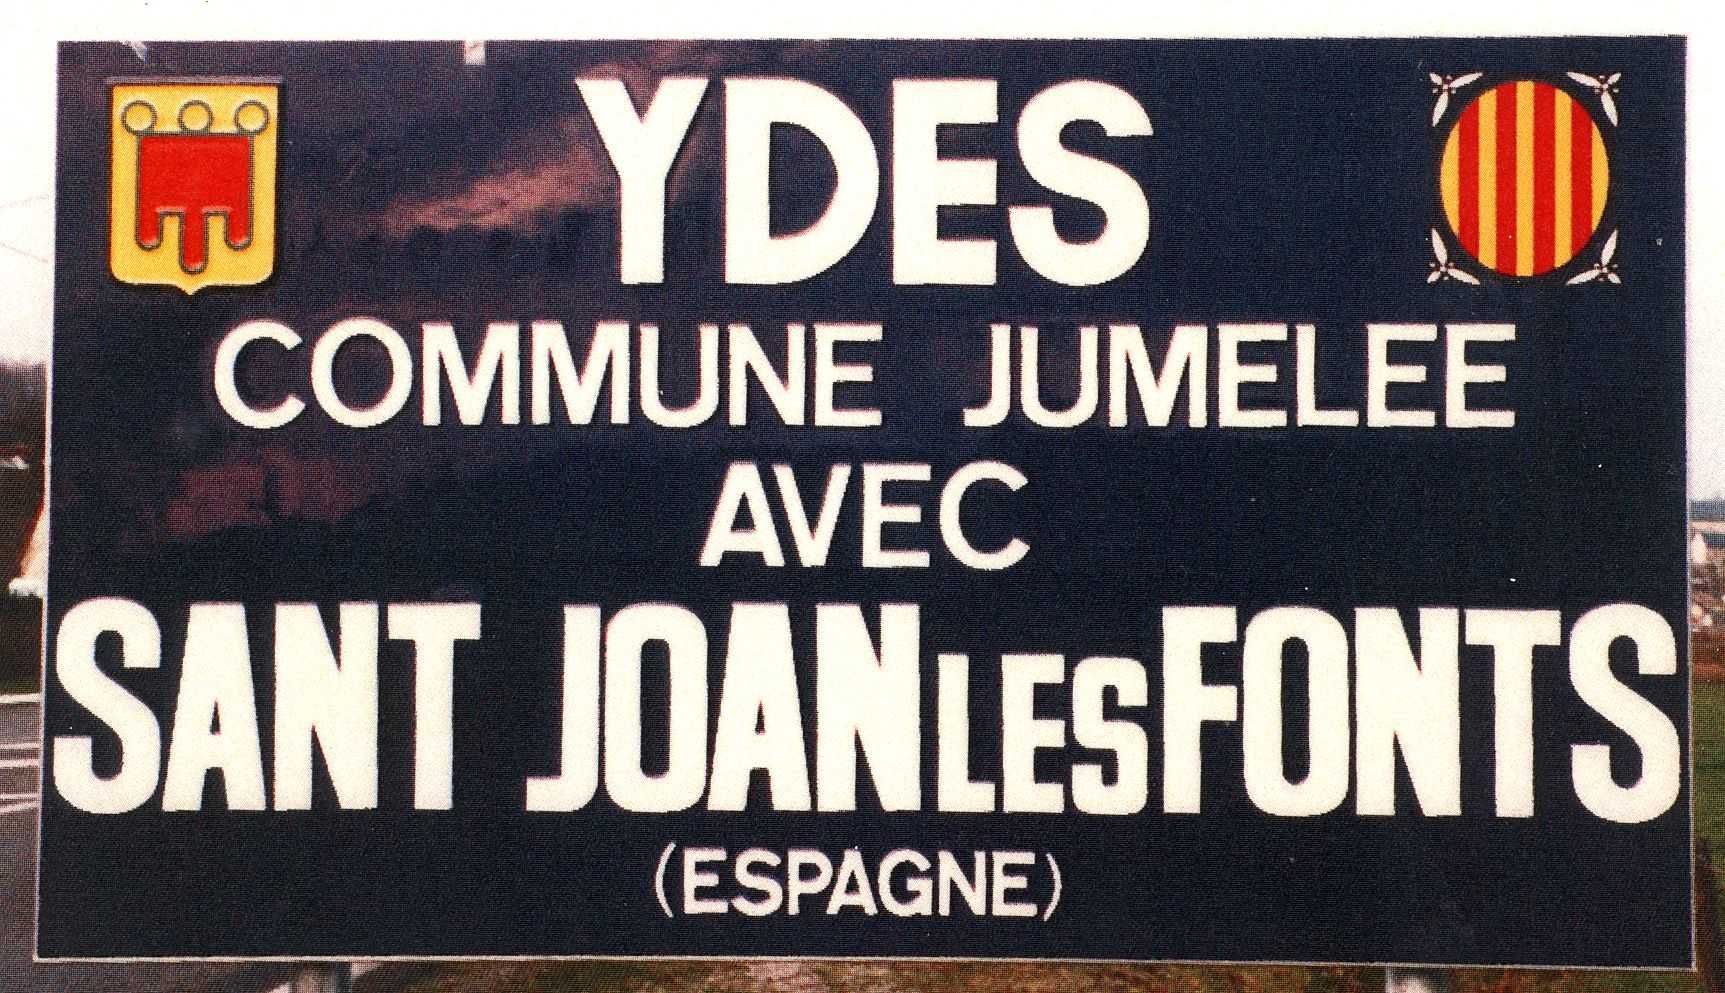 YDES
COMMUNE JUMELEE
AVEC
SANT JOAN LES FONTS
(ESPAGNE)